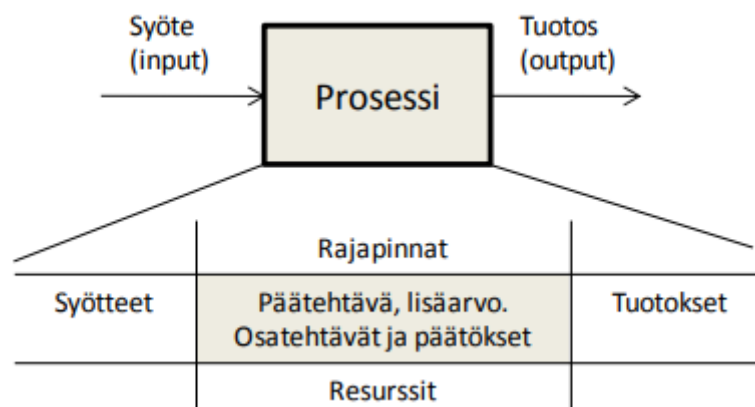 Syöte
(input)
Tuotos
(output)
Prosessi
Rajapinnat
Syötteet
Päätehtävä, lisäarvo.
Osatehtävät ja päätökset
Tuotokset
Resurssit